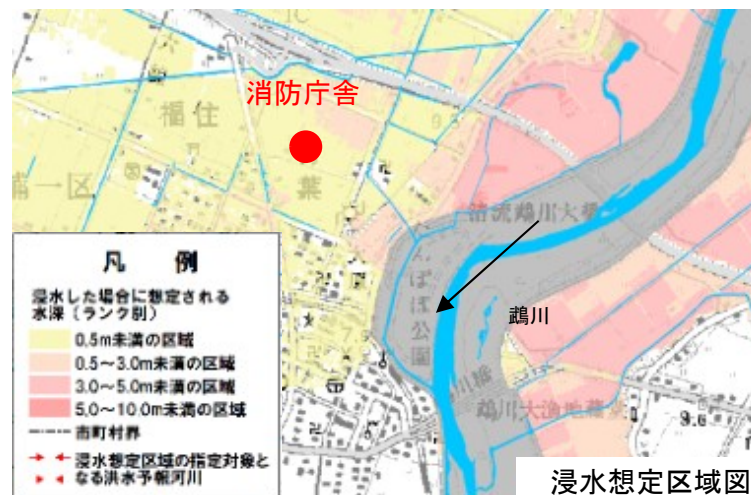 IC
消防庁舎
福住
葉
清流鵡川大橋
たんぽぽ公園
鵡川
凡 例
浸水した場合に想定される
水深(ランク別)
0.5m未満の区域
0.5~3.0m未満の区域
3.0~5.0m未満の区域
5.0~10.0m未満の区域
市町村界
浸水想定区域の指定対象と
なる洪水予報河川
9.6
浸水想定区域図